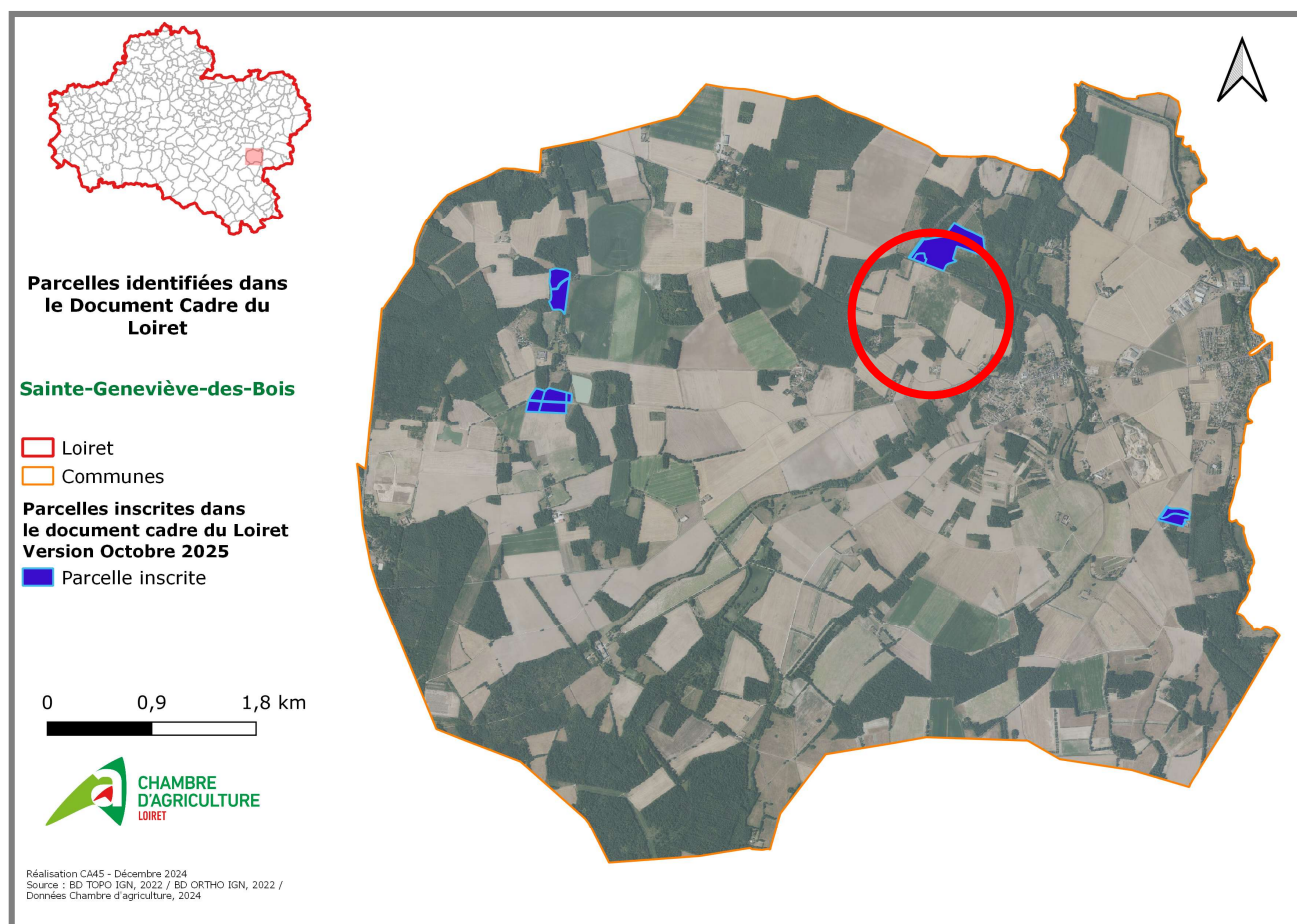 Parcelles identifiées dans
le Document Cadre du
Loiret
Sainte-Geneviève-des-Bois
Loiret
Communes
Parcelles inscrites dans
le document cadre du Loiret
Version Octobre 2025
Parcelle inscrite
0 0,9 1,8 km
a
CHAMBRE
D'AGRICULTURE
LOIRET
Réalisation CA45 - Décembre 2024
Source : BD TOPO IGN, 2022 / BD ORTHO IGN, 2022 /
Données Chambre d'agriculture, 2024